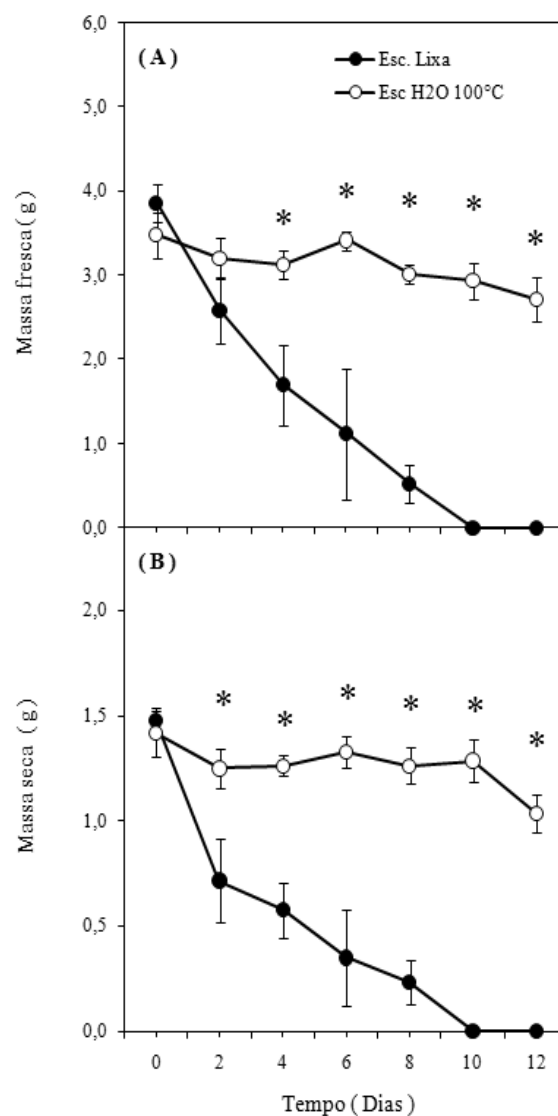 6,0
( A )
Esc. Lixa
Esc H2O 100°C
5,0
4,0
3,0
2,0
1,0
0,0
Massa fresca ( g )
* * * * *
( B )
2,0
1,5
1,0
0,5
0,0
Massa seca ( g )
* * * * * *
0 2 4 6 8 10 12
Tempo ( Dias )